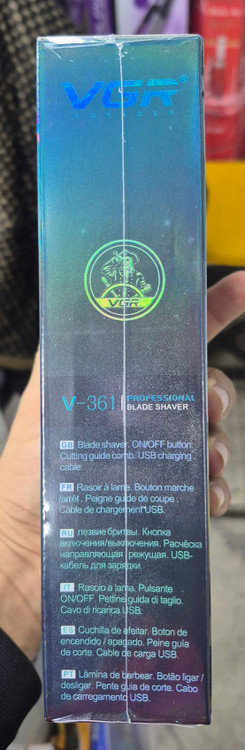 VGR®
VOYAGER
VGR
V-361 PROFESSIONAL
BLADE SHAVER
GB Blade shaver. ON/OFF button.
Cutting guide comb. USB charging
cable.
FR Rasoir à lame. Bouton marche
/arrêt . Peigne guide de coupe .
Câble de chargement USB.
RU лезвие бритвы. Кнопка
включения/выключения. Расчёска
направляющая режущая. USB-
кабель для зарядки.
IT Rasoio a lama. Pulsante
ON/OFF. Pettine guida di taglio.
Cavo di ricarica USB.
ES Cuchilla de afeitar. Boton de
encendido / apagado. Peine guía
de corte. Cable de carga USB.
PT Lâmina de barbear. Botão ligar /
desligar. Pente guia de corte. Cabo
de carregamento USB.